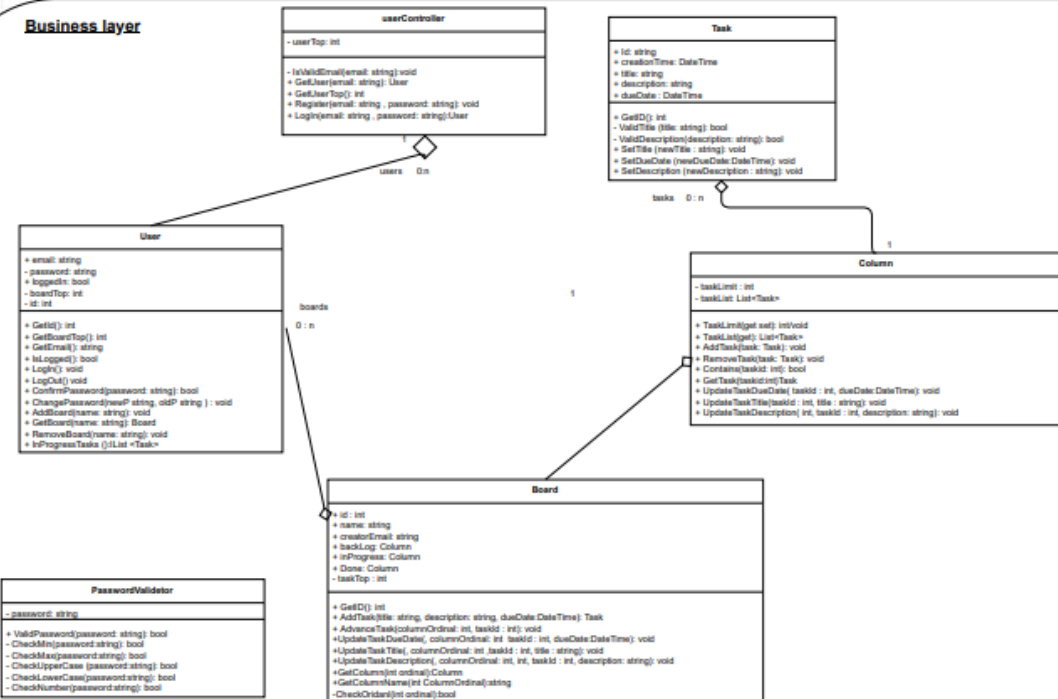 Business layer
userController
- userTop: int
- IsValidEmail(email: string):void
+ GetUser(email: string): User
+ GetUserTop(): int
+ Register(email: string , password: string): void
+ LogIn(email: string , password: string):User
1
users 0:n
Task
+ Id: string
+ creationTime: DateTime
+ title: string
+ description: string
+ dueDate : DateTime
+ GetID(): int
- ValidTitle (title: string): bool
- ValidDescription(description: string): bool
+ SetTitle (newTitle : string): void
+ SetDueDate (newDueDate:DateTime): void
+ SetDescription (newDescription : string): void
tasks 0 : n
1
User
+ email: string
- password: string
+ loggedIn: bool
- boardTop: int
- id: int
+ GetId(): int
+ GetBoardTop(): int
+ GetEmail(): string
+ IsLogged(): bool
+ LogIn(): void
+ LogOut() void
+ ConfirmPassword(password: string): bool
+ ChangePassword(newP string, oldP string ) : void
+ AddBoard(name: string): void
+ GetBoard(name: string): Board
+ RemoveBoard(name: string): void
+ InProgressTasks ():IList <Task>
boards
0 : n
1
Column
- taskLimit : int
- taskList: List<Task>
+ TaskLimit(get set): int/void
+ TaskList(get): List<Task>
+ AddTask(task: Task): void
+ RemoveTask(task: Task): void
+ Contains(taskId: int): bool
+ GetTask(taskid:int)Task
+ UpdateTaskDueDate( taskId : int, dueDate:DateTime): void
+ UpdateTaskTitle(taskId : int, title : string): void
+ UpdateTaskDescription( int, taskId : int, description: string): void
Board
+ id : int
+ name: string
+ creatorEmail: string
+ backLog: Column
+ inProgress: Column
+ Done: Column
- taskTop : int
+ GetID(): int
+ AddTask(title: string, description: string, dueDate:DateTime): Task
+ AdvanceTask(columnOrdinal: int, taskId : int): void
+UpdateTaskDueDate(, columnOrdinal: int taskId : int, dueDate:DateTime): void
+UpdateTaskTitle(, columnOrdinal: int ,taskId : int, title : string): void
+UpdateTaskDescription(, columnOrdinal: int, int, taskId : int, description: string): void
+GetColumn(int ordinal):Column
+GetColumnName(int ColumnOrdinal):string
-CheckOridanl(int ordinal):bool
PasswordValidetor
- password: string
+ ValidPassword(password: string): bool
- CheckMin(password:string): bool
- CheckMax(password:string): bool
- CheckUpperCase (password:string): bool
- CheckLowerCase(password:string): bool
- CheckNumber(password:string): bool